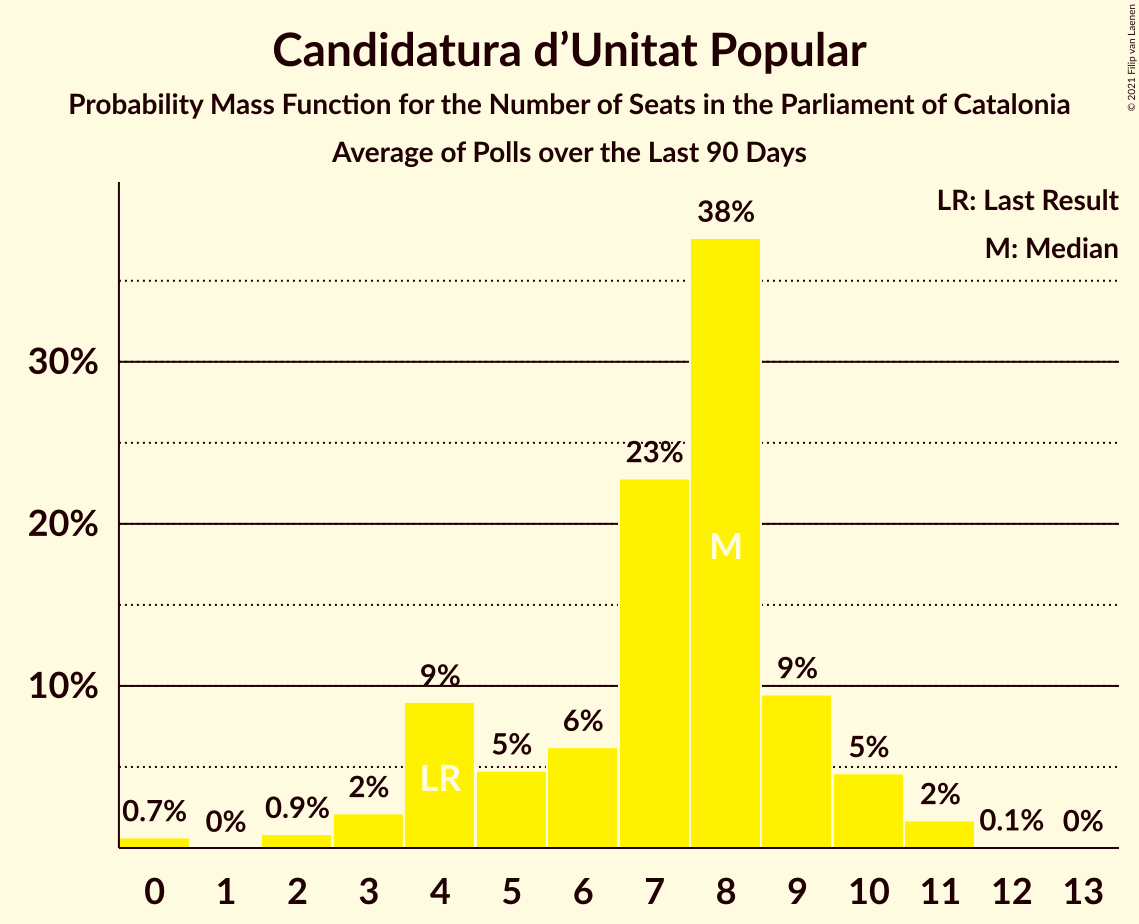 Candidatura d’Unitat Popular
Probability Mass Function for the Number of Seats in the Parliament of Catalonia
Average of Polls over the Last 90 Days
© 2021 Filip van Laenen
LR: Last Result
M: Median
38%
30%
23%
20%
M
10%
9%
9%
6%
5%
5%
LR
2%
2%
0.7%
0%
0.9%
0.1%
0%
0 1 2 3 4 5 6 7 8 9 10 11 12 13